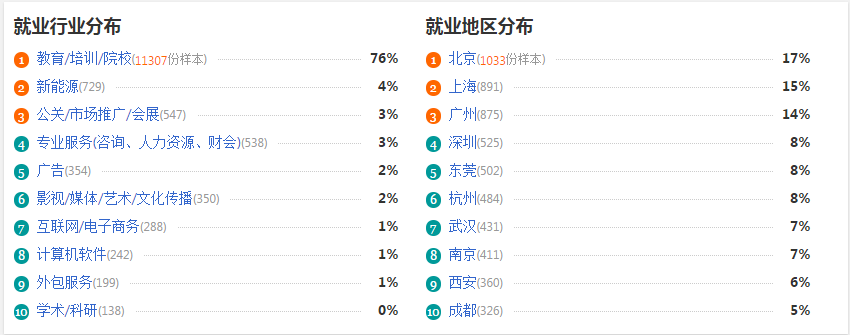 就业行业分布
1 教育/培训/院校(11307份样本) 76%
2 新能源(729) 4%
3 公关/市场推广/会展(547) 3%
4 专业服务(咨询、人力资源、财会)(538) 3%
5 广告(354) 2%
6 影视/媒体/艺术/文化传播(350) 2%
7 互联网/电子商务(288) 1%
8 计算机软件(242) 1%
9 外包服务(199) 1%
10 学术/科研(138) 0%
就业地区分布
1 北京(1033份样本) 17%
2 上海(891) 15%
3 广州(875) 14%
4 深圳(525) 8%
5 东莞(502) 8%
6 杭州(484) 8%
7 武汉(431) 7%
8 南京(411) 7%
9 西安(360) 6%
10 成都(326) 5%